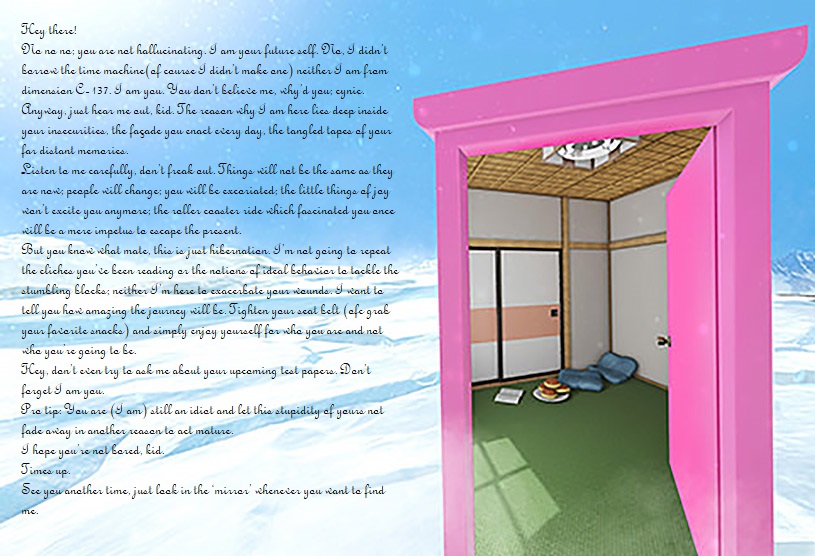 Hey there!
No no no; you are not hallucinating. I am your future self. No, I didn't
borrow the time machine(of course I didn't make one) neither I am from
dimension C-137. I am you. You don't believe me, why'd you; cynic.
Anyway, just hear me out, kid. The reason why I am here lies deep inside
your insecurities, the façade you enact every day, the tangled tapes of your
far distant memories.
Listen to me carefully, don't freak out. Things will not be the same as they
are now; people will change; you will be excoriated; the little things of joy
won't excite you anymore; the roller coaster ride which fascinated you once
will be a mere impetus to escape the present.
But you know what mate, this is just hibernation. I'm not going to repeat
the cliches you've been reading or the notions of ideal behavior to tackle the
stumbling blocks; neither I'm here to exacerbate your wounds. I want to
tell you how amazing the journey will be. Tighten your seat belt (ofc grab
your favorite snacks) and simply enjoy yourself for who you are and not
who you're going to be.
Hey, don't even try to ask me about your upcoming test papers. Don't
forget I am you.
Pro tip: You are (I am) still an idiot and let this stupidity of yours not
fade away in another reason to act mature.
I hope you're not bored, kid.
Times up.
See you another time, just look in the 'mirror' whenever you want to find
me.